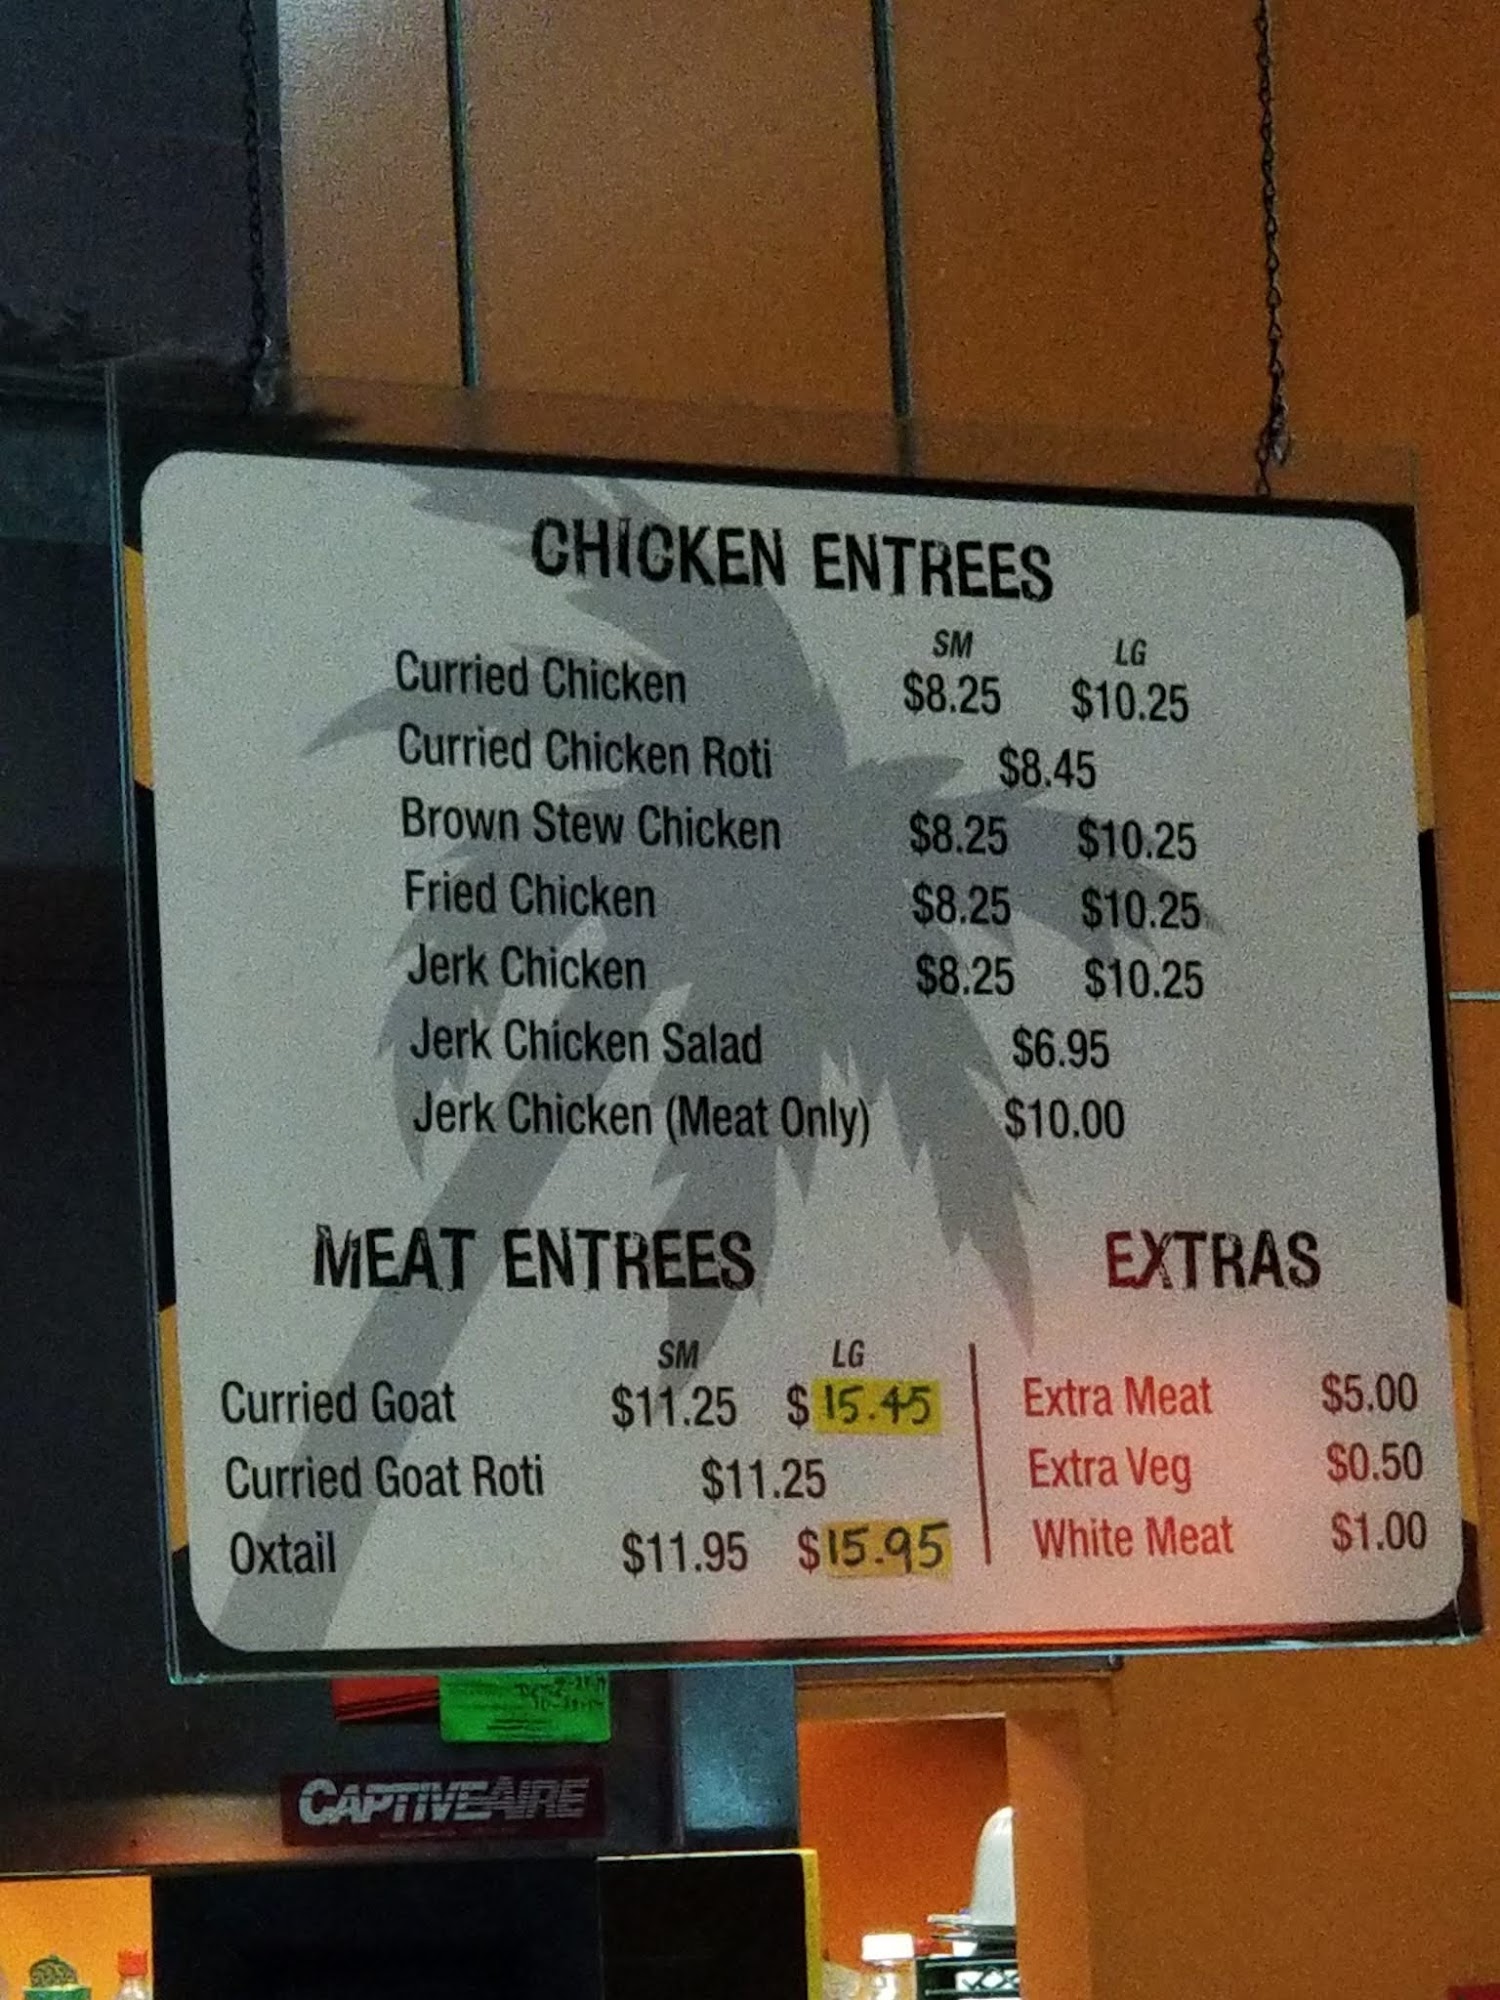 CHICKEN ENTREES
SM LG
Curried Chicken $8.25 $10.25
Curried Chicken Roti $8.45
Brown Stew Chicken $8.25 $10.25
Fried Chicken $8.25 $10.25
Jerk Chicken $8.25 $10.25
Jerk Chicken Salad $6.95
Jerk Chicken (Meat Only) $10.00
MEAT ENTREES
SM LG
Curried Goat $11.25 $15.45
Curried Goat Roti $11.25
Oxtail $11.95 $15.95
EXTRAS
Extra Meat $5.00
Extra Veg $0.50
White Meat $1.00
CAPTIVEAIRE